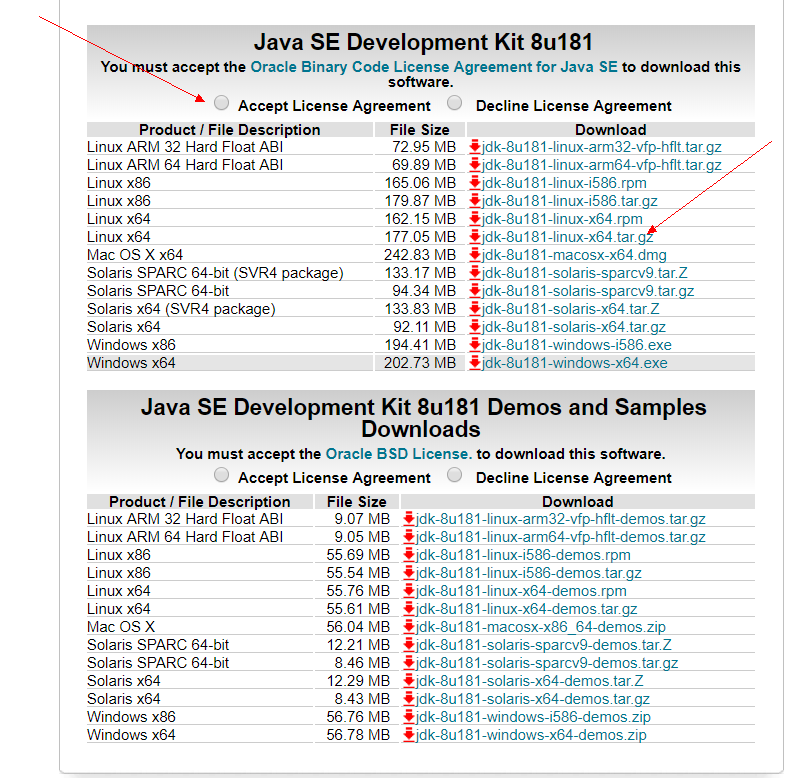 Java SE Development Kit 8u181
You must accept the Oracle Binary Code License Agreement for Java SE to download this
software.
Accept License Agreement Decline License Agreement
Product / File Description File Size Download
Linux ARM 32 Hard Float ABI 72.95 MB jdk-8u181-linux-arm32-vfp-hflt.tar.gz
Linux ARM 64 Hard Float ABI 69.89 MB jdk-8u181-linux-arm64-vfp-hflt.tar.gz
Linux x86 165.06 MB jdk-8u181-linux-i586.rpm
Linux x86 179.87 MB jdk-8u181-linux-i586.tar.gz
Linux x64 162.15 MB jdk-8u181-linux-x64.rpm
Linux x64 177.05 MB jdk-8u181-linux-x64.tar.gz
Mac OS X x64 242.83 MB jdk-8u181-macosx-x64.dmg
Solaris SPARC 64-bit (SVR4 package) 133.17 MB jdk-8u181-solaris-sparcv9.tar.Z
Solaris SPARC 64-bit 94.34 MB jdk-8u181-solaris-sparcv9.tar.gz
Solaris x64 (SVR4 package) 133.83 MB jdk-8u181-solaris-x64.tar.Z
Solaris x64 92.11 MB jdk-8u181-solaris-x64.tar.gz
Windows x86 194.41 MB jdk-8u181-windows-i586.exe
Windows x64 202.73 MB jdk-8u181-windows-x64.exe
Java SE Development Kit 8u181 Demos and Samples
Downloads
You must accept the Oracle BSD License. to download this software.
Accept License Agreement Decline License Agreement
Product / File Description File Size Download
Linux ARM 32 Hard Float ABI 9.07 MB jdk-8u181-linux-arm32-vfp-hflt-demos.tar.gz
Linux ARM 64 Hard Float ABI 9.05 MB jdk-8u181-linux-arm64-vfp-hflt-demos.tar.gz
Linux x86 55.69 MB jdk-8u181-linux-i586-demos.rpm
Linux x86 55.54 MB jdk-8u181-linux-i586-demos.tar.gz
Linux x64 55.76 MB jdk-8u181-linux-x64-demos.rpm
Linux x64 55.61 MB jdk-8u181-linux-x64-demos.tar.gz
Mac OS X 56.04 MB jdk-8u181-macosx-x86_64-demos.zip
Solaris SPARC 64-bit 12.21 MB jdk-8u181-solaris-sparcv9-demos.tar.Z
Solaris SPARC 64-bit 8.46 MB jdk-8u181-solaris-sparcv9-demos.tar.gz
Solaris x64 12.29 MB jdk-8u181-solaris-x64-demos.tar.Z
Solaris x64 8.43 MB jdk-8u181-solaris-x64-demos.tar.gz
Windows x86 56.76 MB jdk-8u181-windows-i586-demos.zip
Windows x64 56.78 MB jdk-8u181-windows-x64-demos.zip